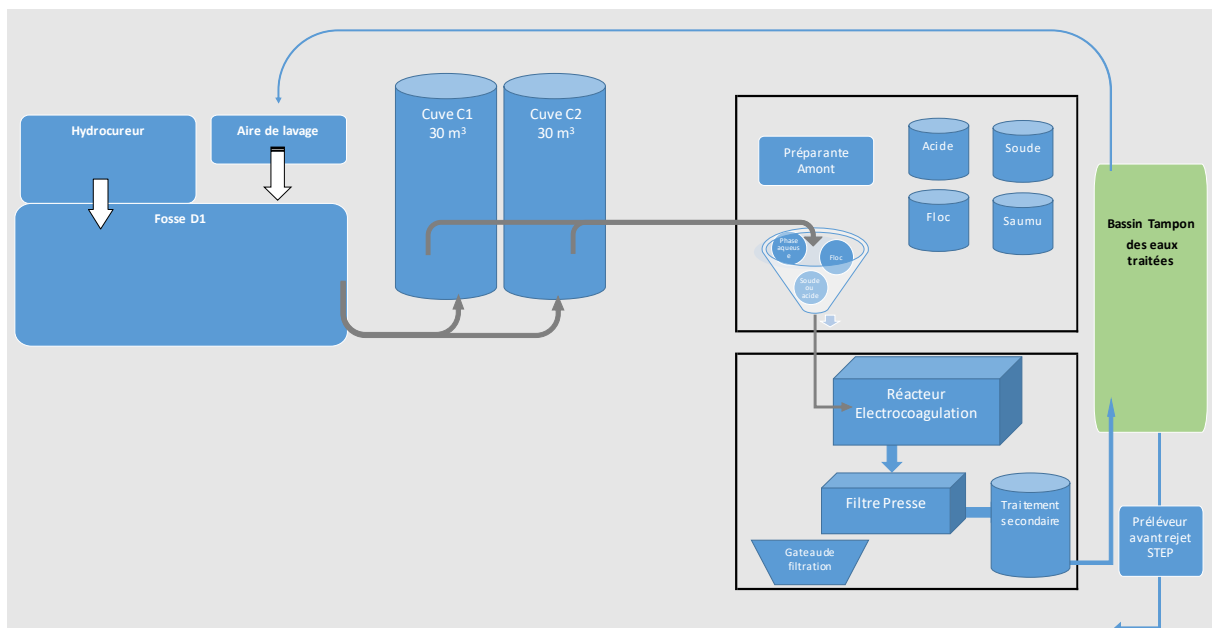 Hydrocureur
Aire de lavage
Fosse D1
Cuve C1
30 m³
Cuve C2
30 m³
Préparante
Amont
Acide
Soude
Floc
Saumu
Phase
aqueus
e
Floc
Soude
ou
acide
Réacteur
Electrocoagulation
Filtre Presse
Gateau de
filtration
Traitement
secondaire
Bassin Tampon
des eaux
traitées
Préléveur
avant rejet
STEP